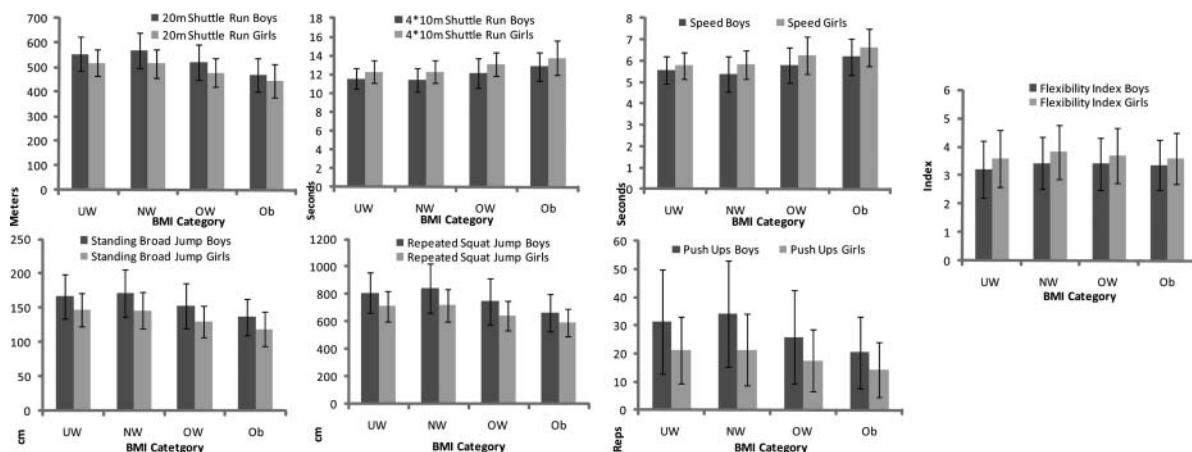 20m Shuttle Run Boys
20m Shuttle Run Girls
700
600
500
400
300
200
100
0
Meters
UW NW OW Ob
BMI Category
4*10m Shuttle Run Boys
4*10m Shuttle Run Girls
18
16
14
12
10
8
6
4
2
0
Seconds
UW NW OW Ob
BMI Category
Speed Boys Speed Girls
8
7
6
5
4
3
2
1
0
Seconds
UW NW OW Ob
BMI Category
Flexibility Index Boys
Flexibility Index Girls
6
5
4
3
2
1
0
Index
UW NW OW Ob
BMI Category
Standing Broad Jump Boys
Standing Broad Jump Girls
250
200
150
100
50
0
cm
UW NW OW Ob
BMI Category
Repeated Squat Jump Boys
Repeated Squat Jump Girls
1200
1000
800
600
400
200
0
cm
UW NW OW Ob
BMI Category
Push Ups Boys Push Ups Girls
60
50
40
30
20
10
0
Reps
UW NW OW Ob
BMI Category